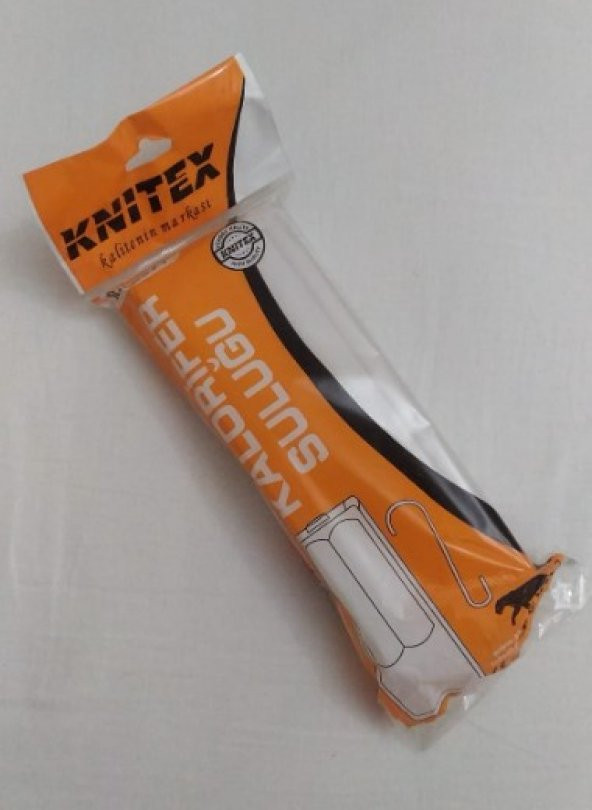 KNITEX
kalitenin markası
KNITEX
KALORİFER
SULUĞU